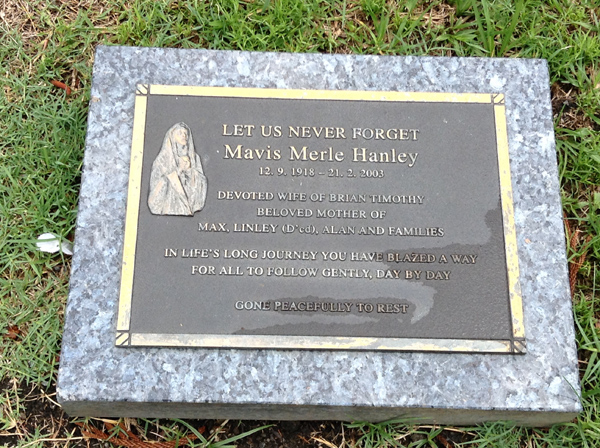 LET US NEVER FORGET
Mavis Merle Hanley
12. 9. 1918 - 21. 2. 2003
DEVOTED WIFE OF BRIAN TIMOTHY
BELOVED MOTHER OF
MAX, LINLEY (D'cd), ALAN AND FAMILIES
IN LIFE'S LONG JOURNEY YOU HAVE BLAZED A WAY
FOR ALL TO FOLLOW GENTLY, DAY BY DAY
GONE PEACEFULLY TO REST